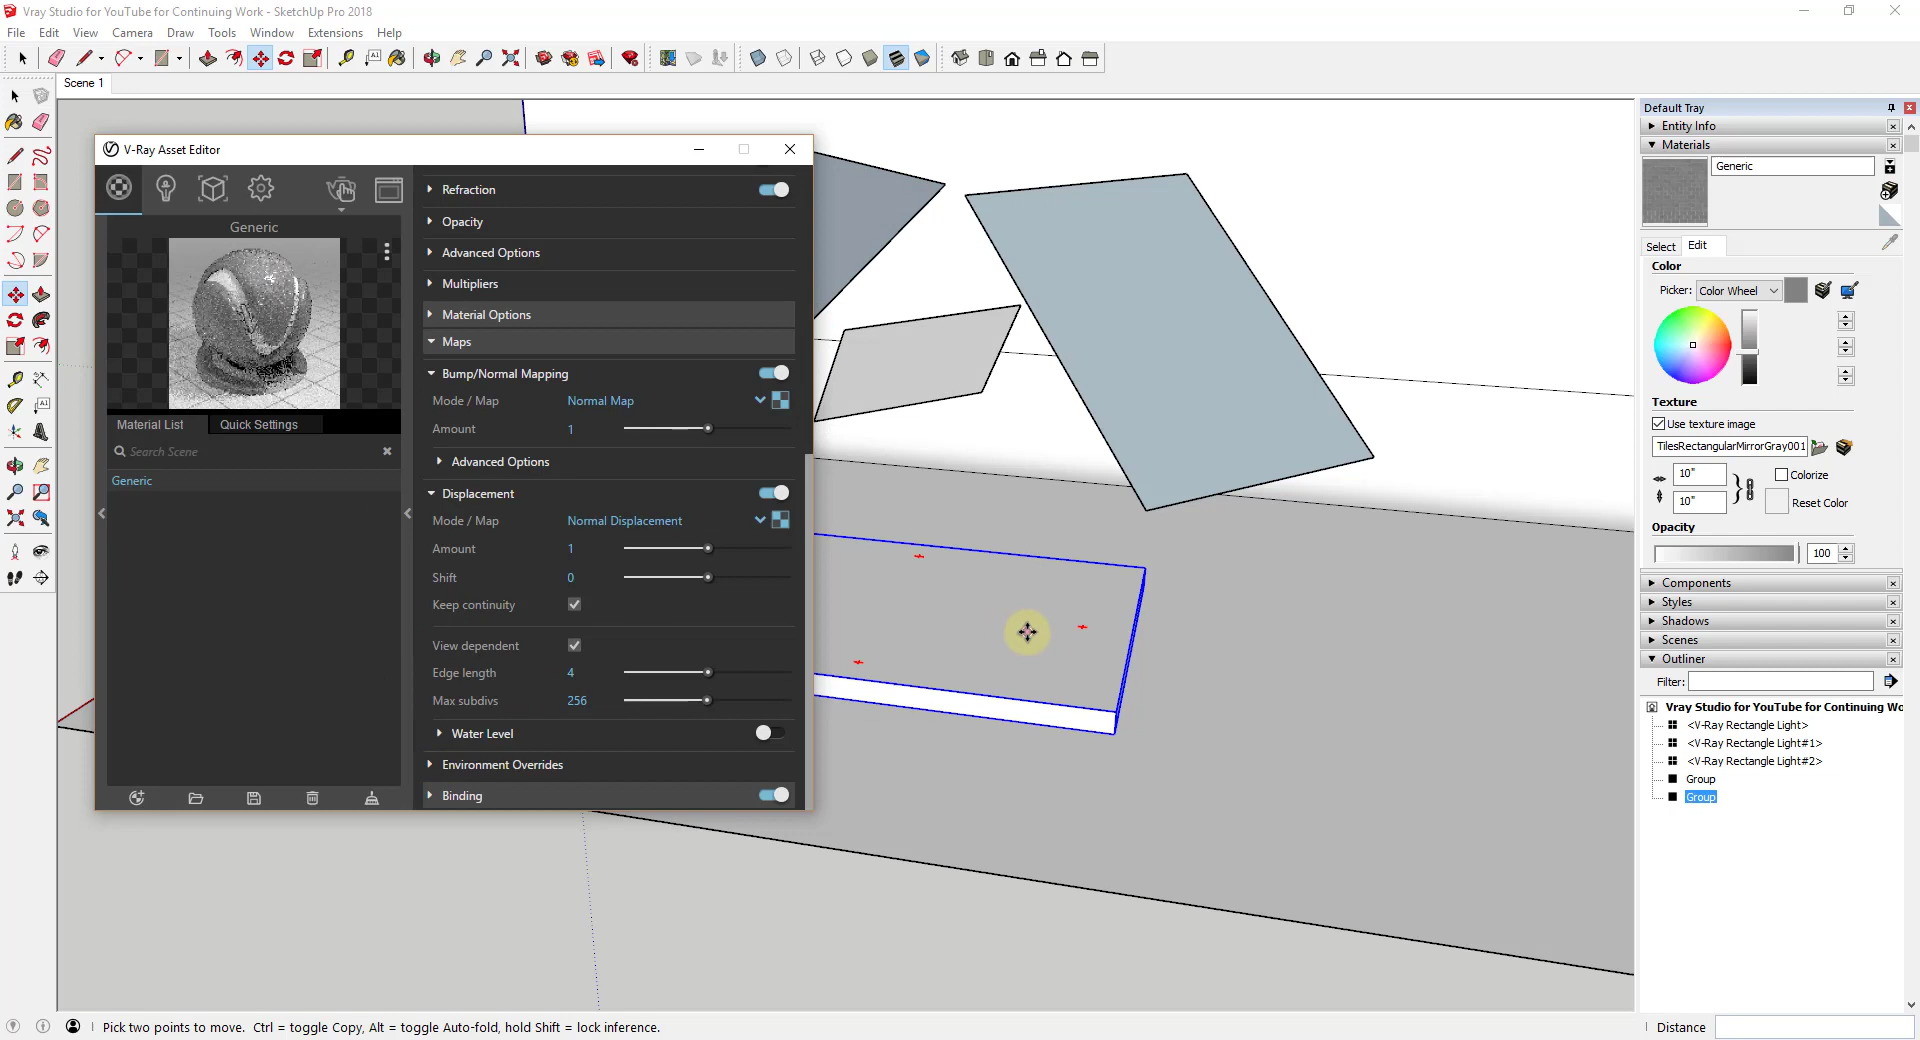 Vray Studio for YouTube for Continuing Work - SketchUp Pro 2018
File Edit View Camera Draw Tools Window Extensions Help
Scene 1
V-Ray Asset Editor
Generic
Material List
Quick Settings
Search Scene
Generic
Refraction
Opacity
Advanced Options
Multipliers
Material Options
Maps
Bump/Normal Mapping
Mode / Map Normal Map
Amount 1
Advanced Options
Displacement
Mode / Map Normal Displacement
Amount 1
Shift 0
Keep continuity
View dependent
Edge length 4
Max subdivs 256
Water Level
Environment Overrides
Binding
Default Tray
Entity Info
Materials
Generic
Select Edit
Color
Picker: Color Wheel
Texture
Use texture image
TilesRectangularMirrorGray001
10" Colorize
10" Reset Color
Opacity
100
Components
Styles
Shadows
Scenes
Outliner
Filter:
Vray Studio for YouTube for Continuing Wo
<V-Ray Rectangle Light>
<V-Ray Rectangle Light#1>
<V-Ray Rectangle Light#2>
Group
Group
Pick two points to move. Ctrl = toggle Copy, Alt = toggle Auto-fold, hold Shift = lock inference.
Distance